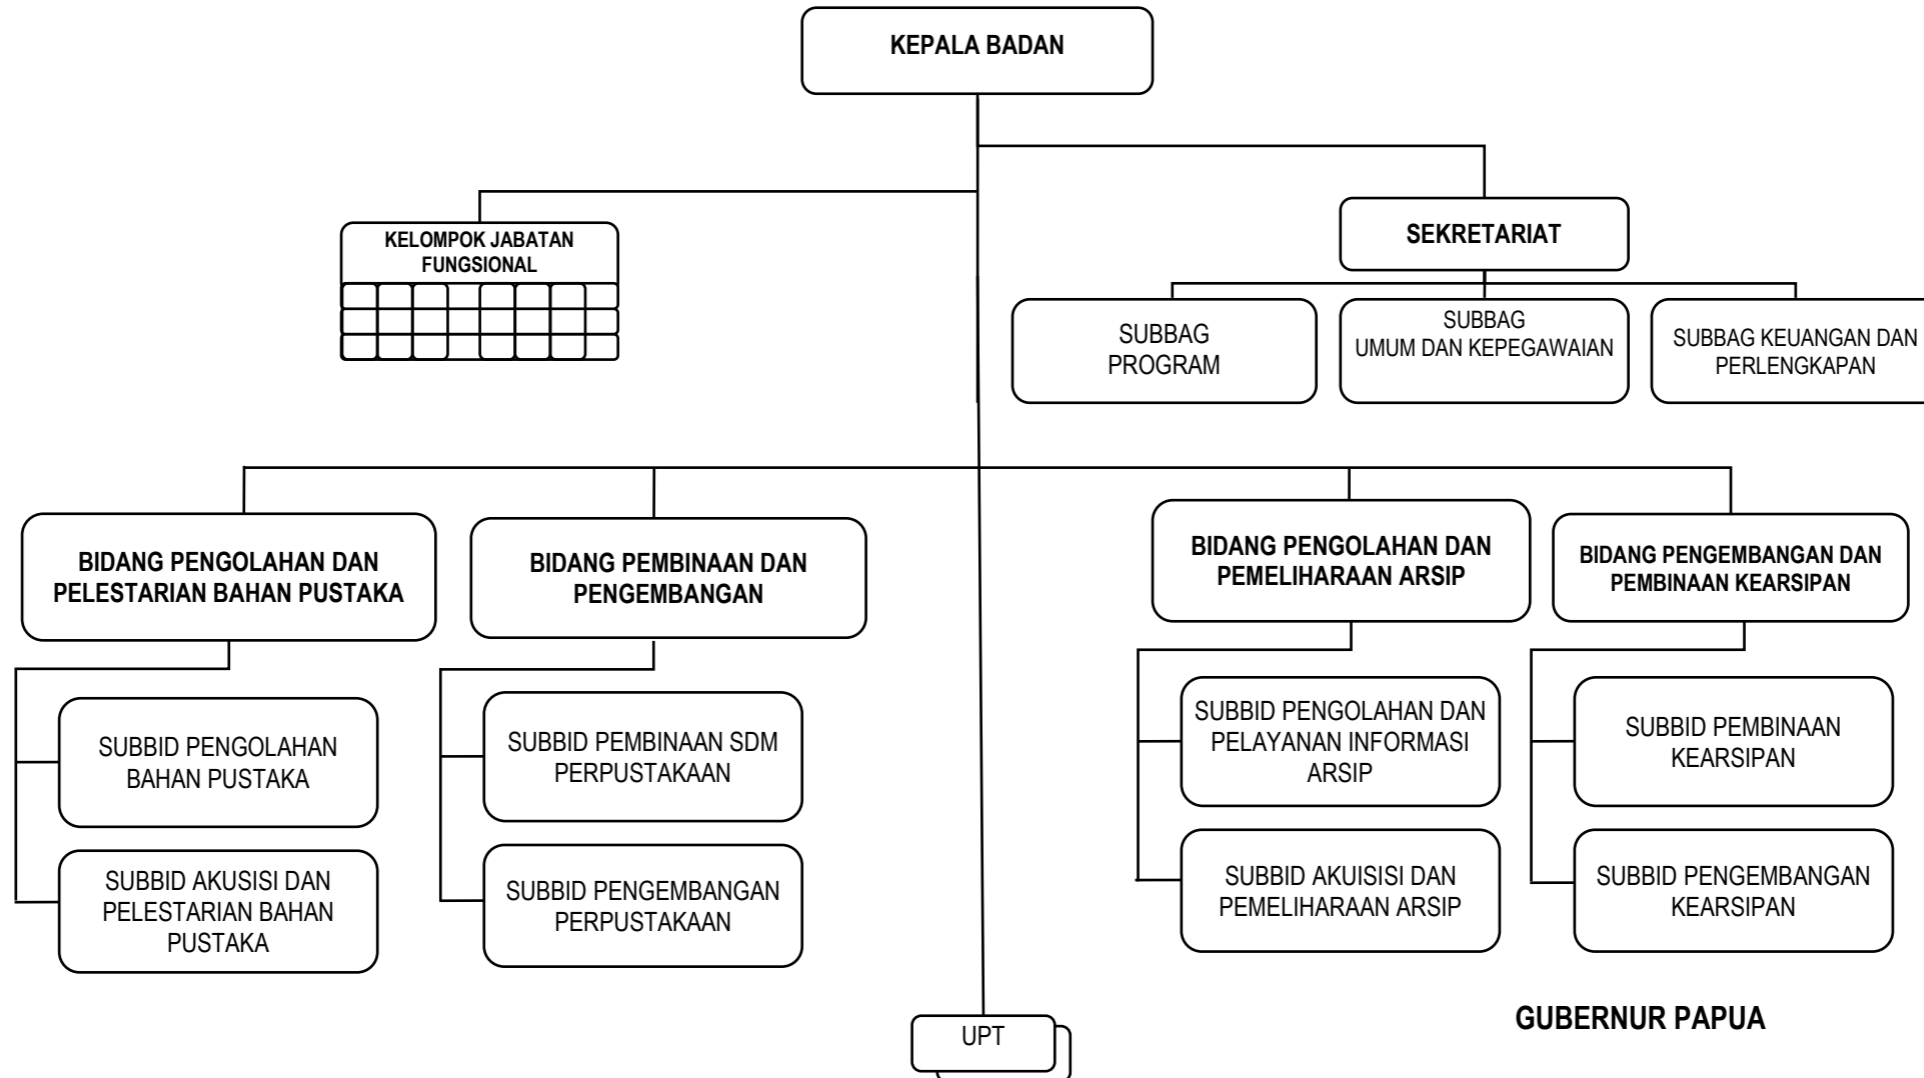 KEPALA BADAN
KELOMPOK JABATAN
FUNGSIONAL
SEKRETARIAT
SUBBAG
PROGRAM
SUBBAG
UMUM DAN KEPEGAWAIAN
SUBBAG KEUANGAN DAN
PERLENGKAPAN
BIDANG PENGOLAHAN DAN
PELESTARIAN BAHAN PUSTAKA
BIDANG PEMBINAAN DAN
PENGEMBANGAN
BIDANG PENGOLAHAN DAN
PEMELIHARAAN ARSIP
BIDANG PENGEMBANGAN DAN
PEMBINAAN KEARSIPAN
SUBBID PENGOLAHAN
BAHAN PUSTAKA
SUBBID PEMBINAAN SDM
PERPUSTAKAAN
SUBBID PENGOLAHAN DAN
PELAYANAN INFORMASI
ARSIP
SUBBID PEMBINAAN
KEARSIPAN
SUBBID AKUSISI DAN
PELESTARIAN BAHAN
PUSTAKA
SUBBID PENGEMBANGAN
PERPUSTAKAAN
SUBBID AKUISISI DAN
PEMELIHARAAN ARSIP
SUBBID PENGEMBANGAN
KEARSIPAN
UPT
GUBERNUR PAPUA